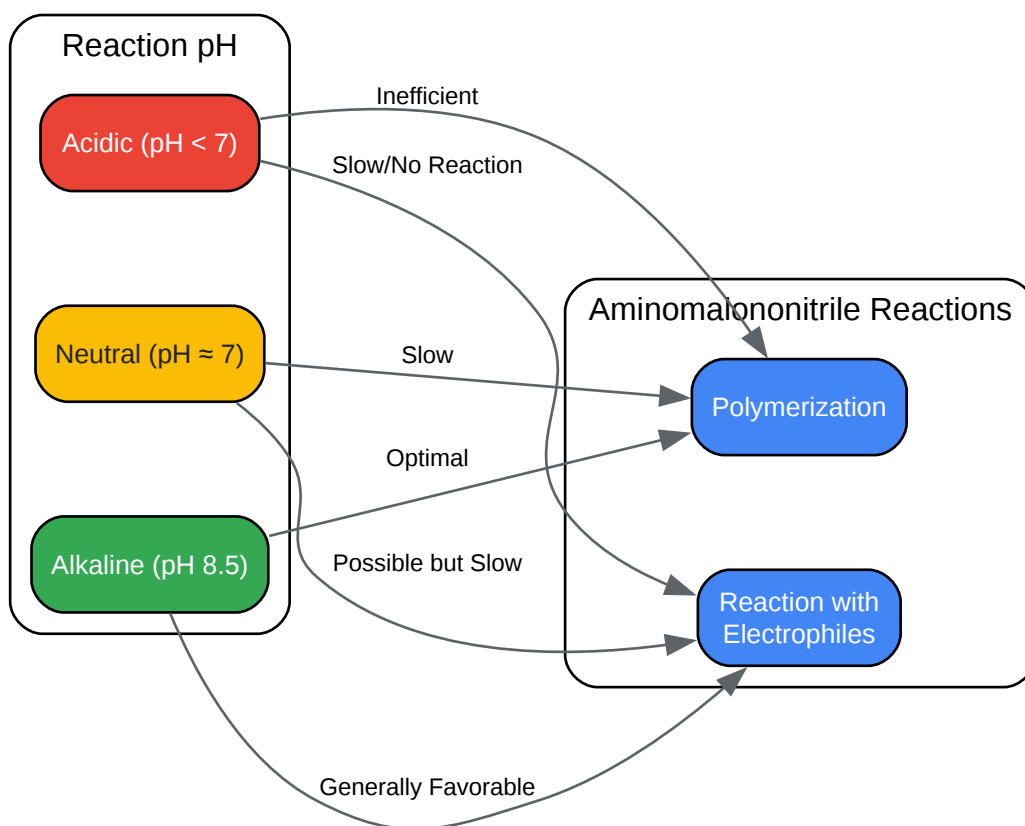 Reaction pH
Inefficient
Acidic (pH < 7)
Slow/No Reaction
Aminomalononitrile Reactions
Neutral (pH ≈ 7)
Slow
Polymerization
Optimal
Alkaline (pH 8.5)
Possible but Slow
Reaction with
Electrophiles
Generally Favorable